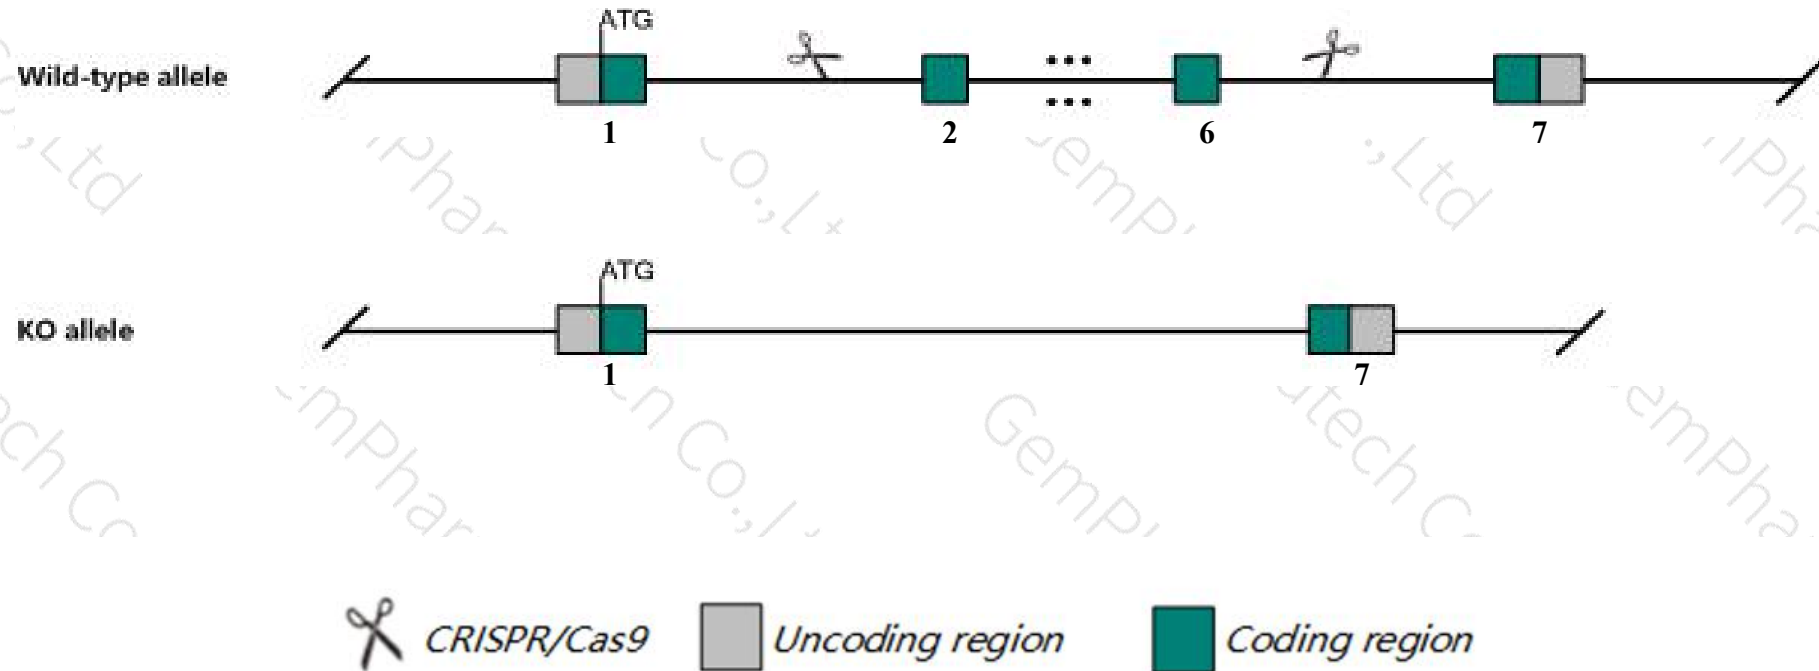 ATG
Wild-type allele
1 2 6 7
ATG
KO allele
1 7
CRISPR/Cas9 Uncoding region Coding region
GemPh